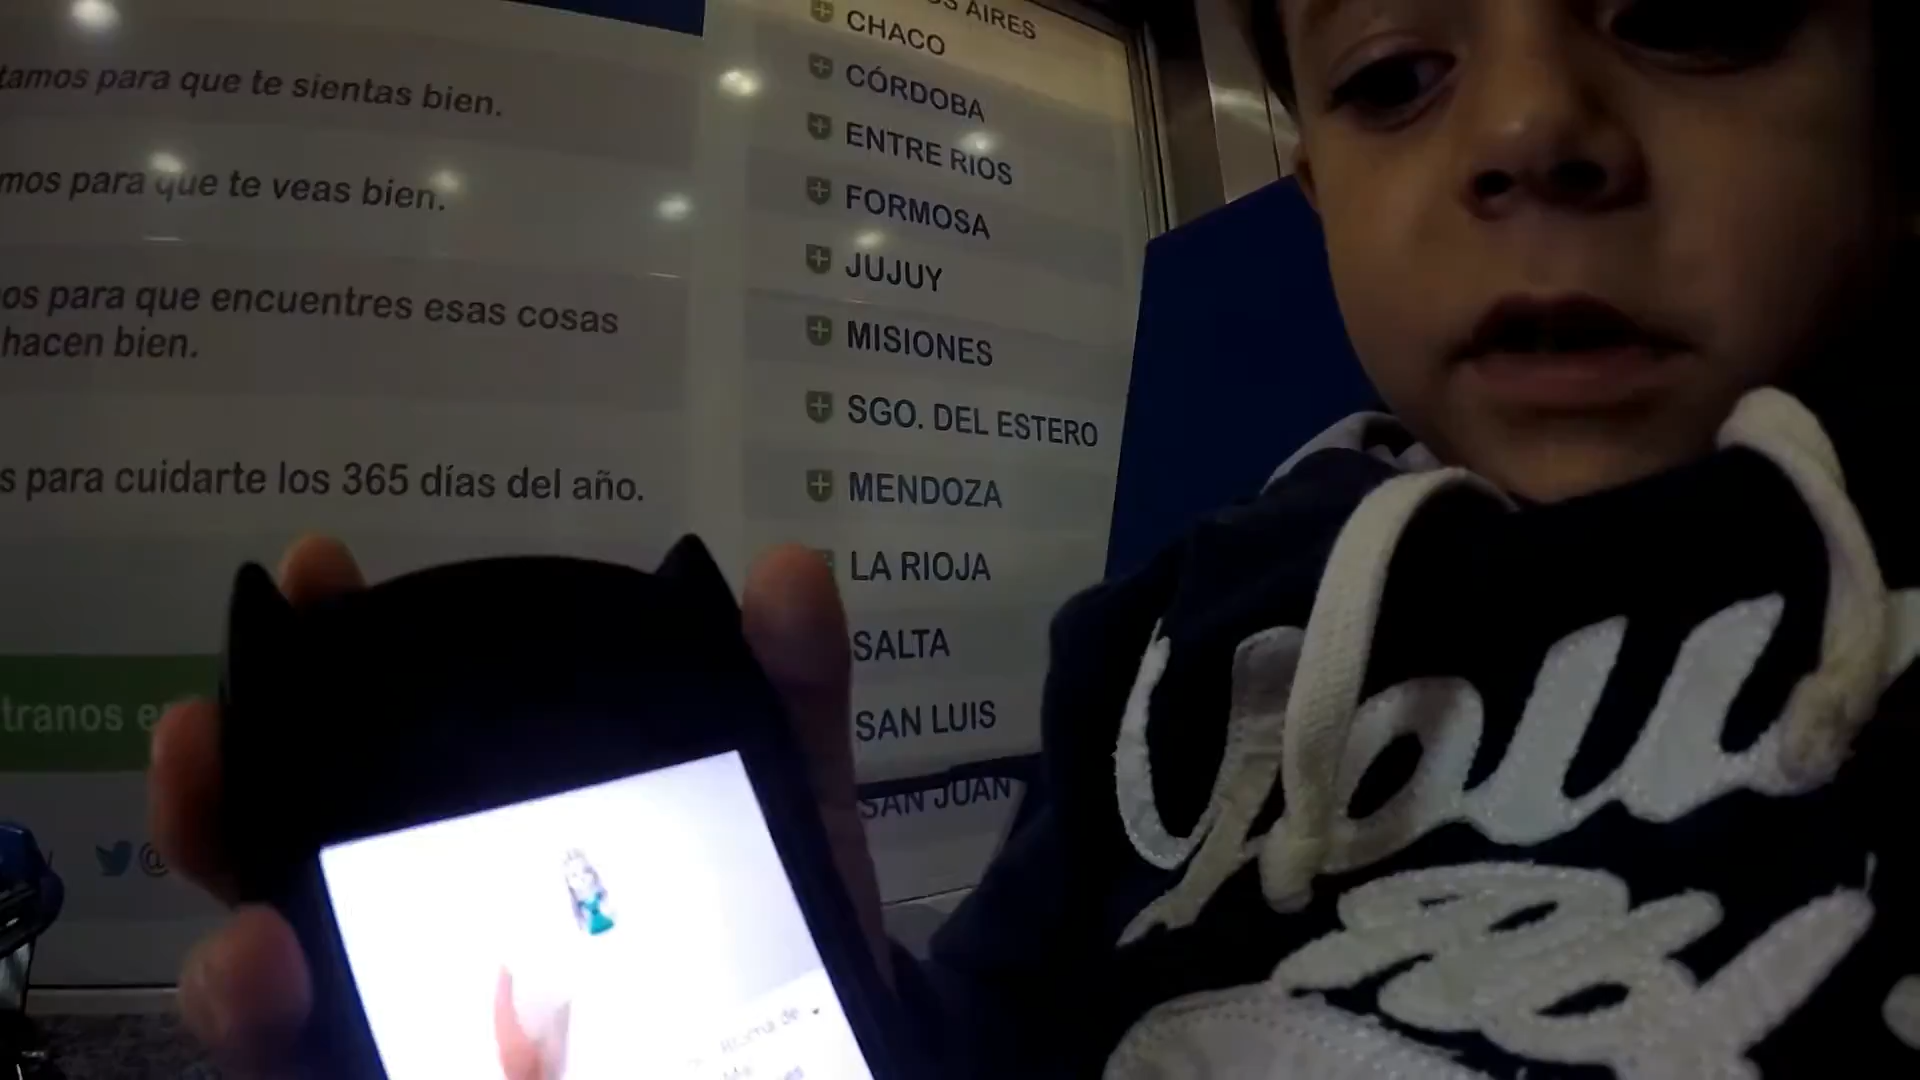 tamos para que te sientas bien.
mos para que te veas bien.
os para que encuentres esas cosas
hacen bien.
s para cuidarte los 365 días del año.
tranos e
@
AIRES
CHACO
CÓRDOBA
ENTRE RIOS
FORMOSA
JUJUY
MISIONES
SGO. DEL ESTERO
MENDOZA
LA RIOJA
SALTA
SAN LUIS
SAN JUAN
de